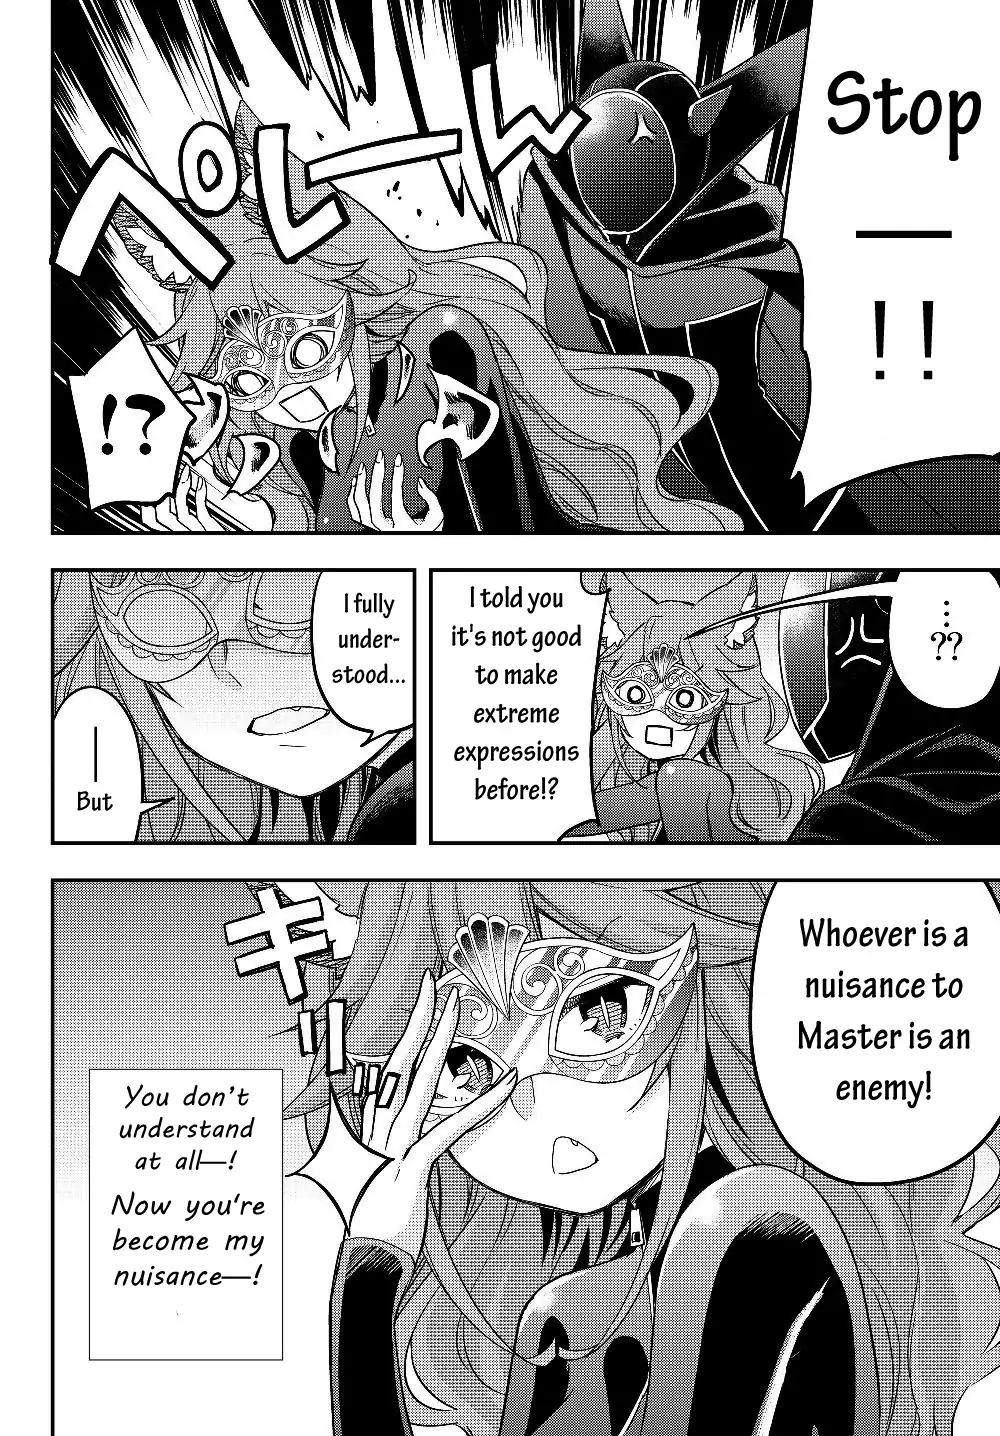 Stop
—
!!
ペレーん
!?
⋮
??
I told you
it's not good
to make
extreme
expressions
before!?
I fully
under-
stood...
—
But
Whoever is a
nuisance to
Master is an
enemy!
キリッ
You don't
understand
at all—!
Now you're
become my
nuisance—!